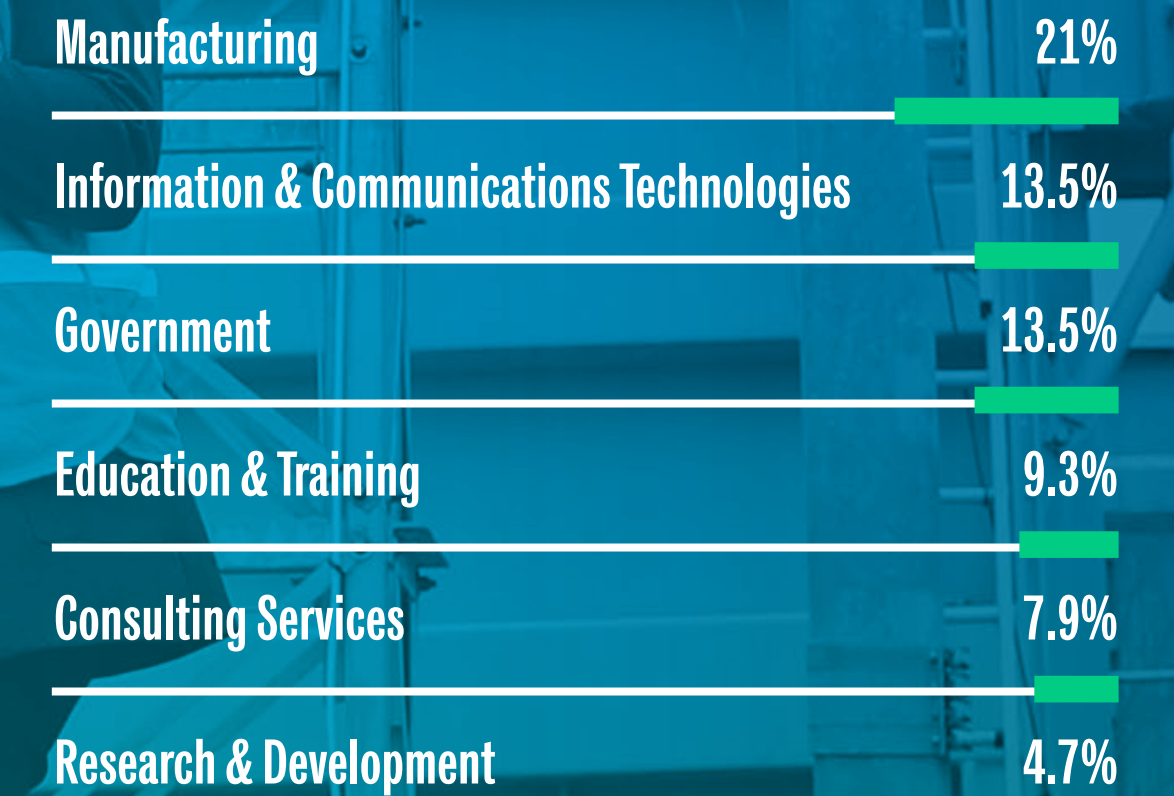 Manufacturing 21%
Information & Communications Technologies 13.5%
Government 13.5%
Education & Training 9.3%
Consulting Services 7.9%
Research & Development 4.7%